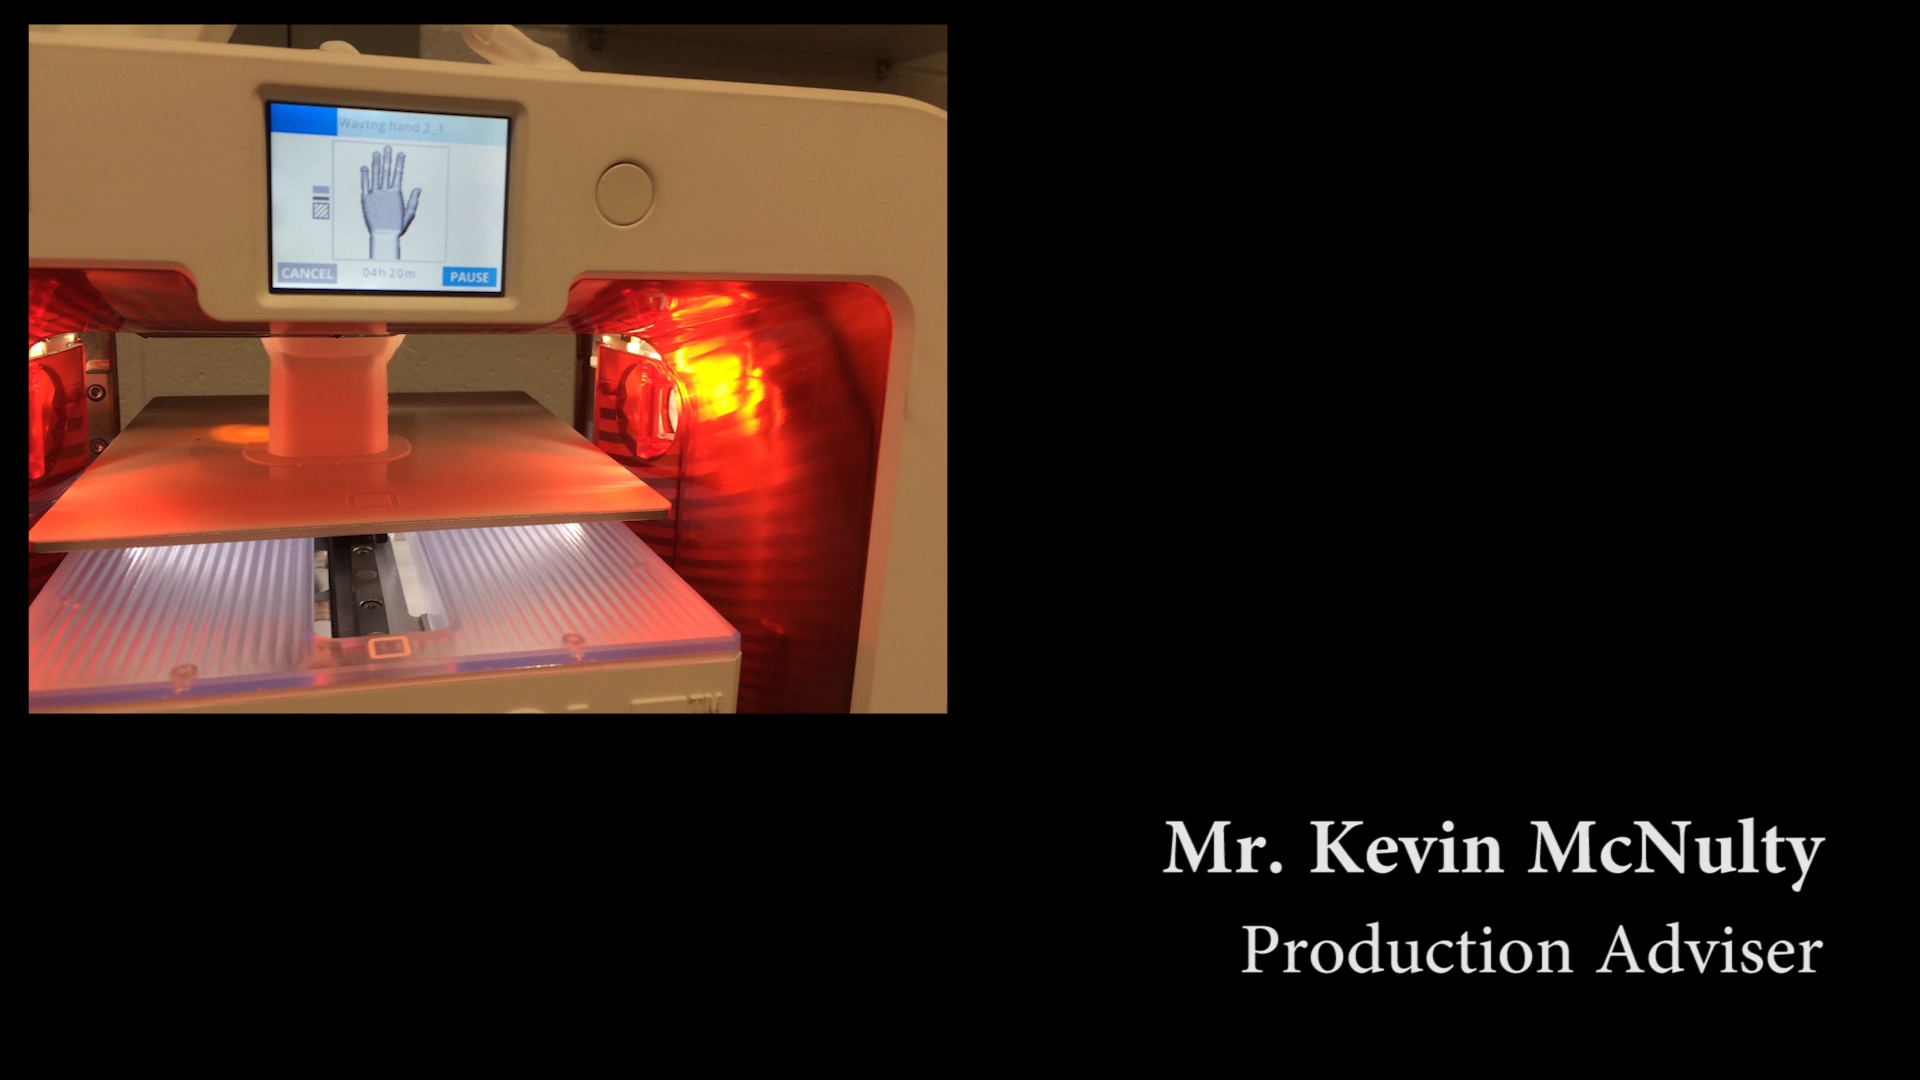 Waving hand 2_1
CANCEL
04h 20m
PAUSE
Mr. Kevin McNulty
Production Adviser